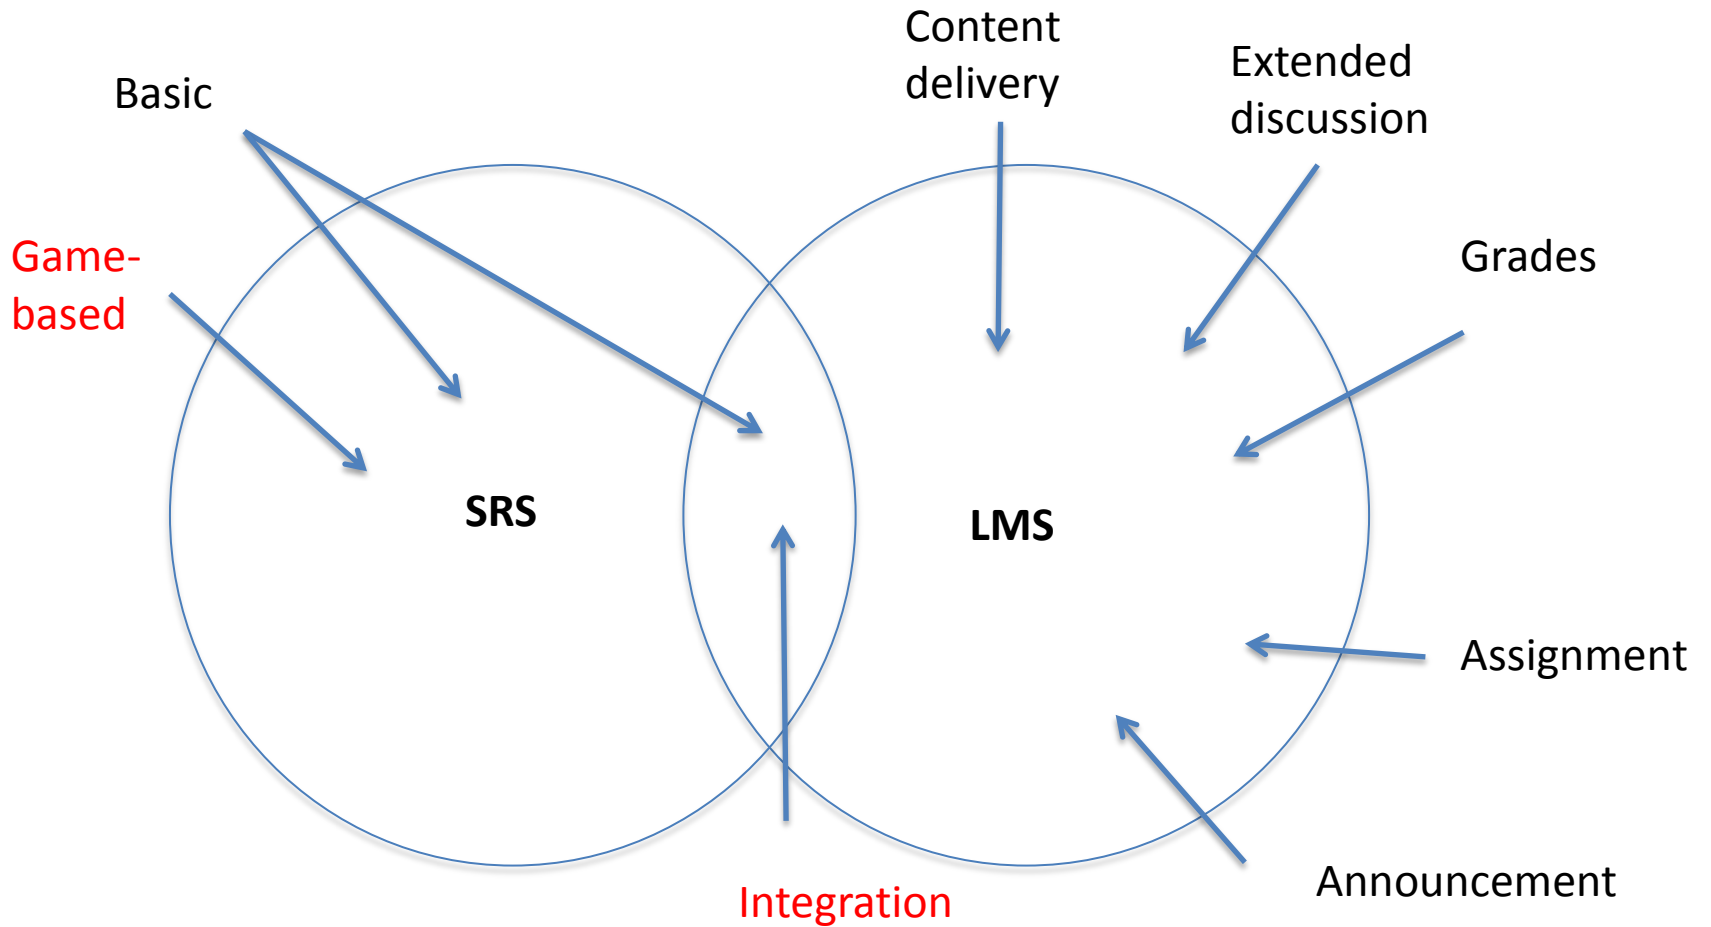 Content
delivery
Extended
discussion
Basic
Game-
based
Grades
SRS
LMS
Assignment
Announcement
Integration